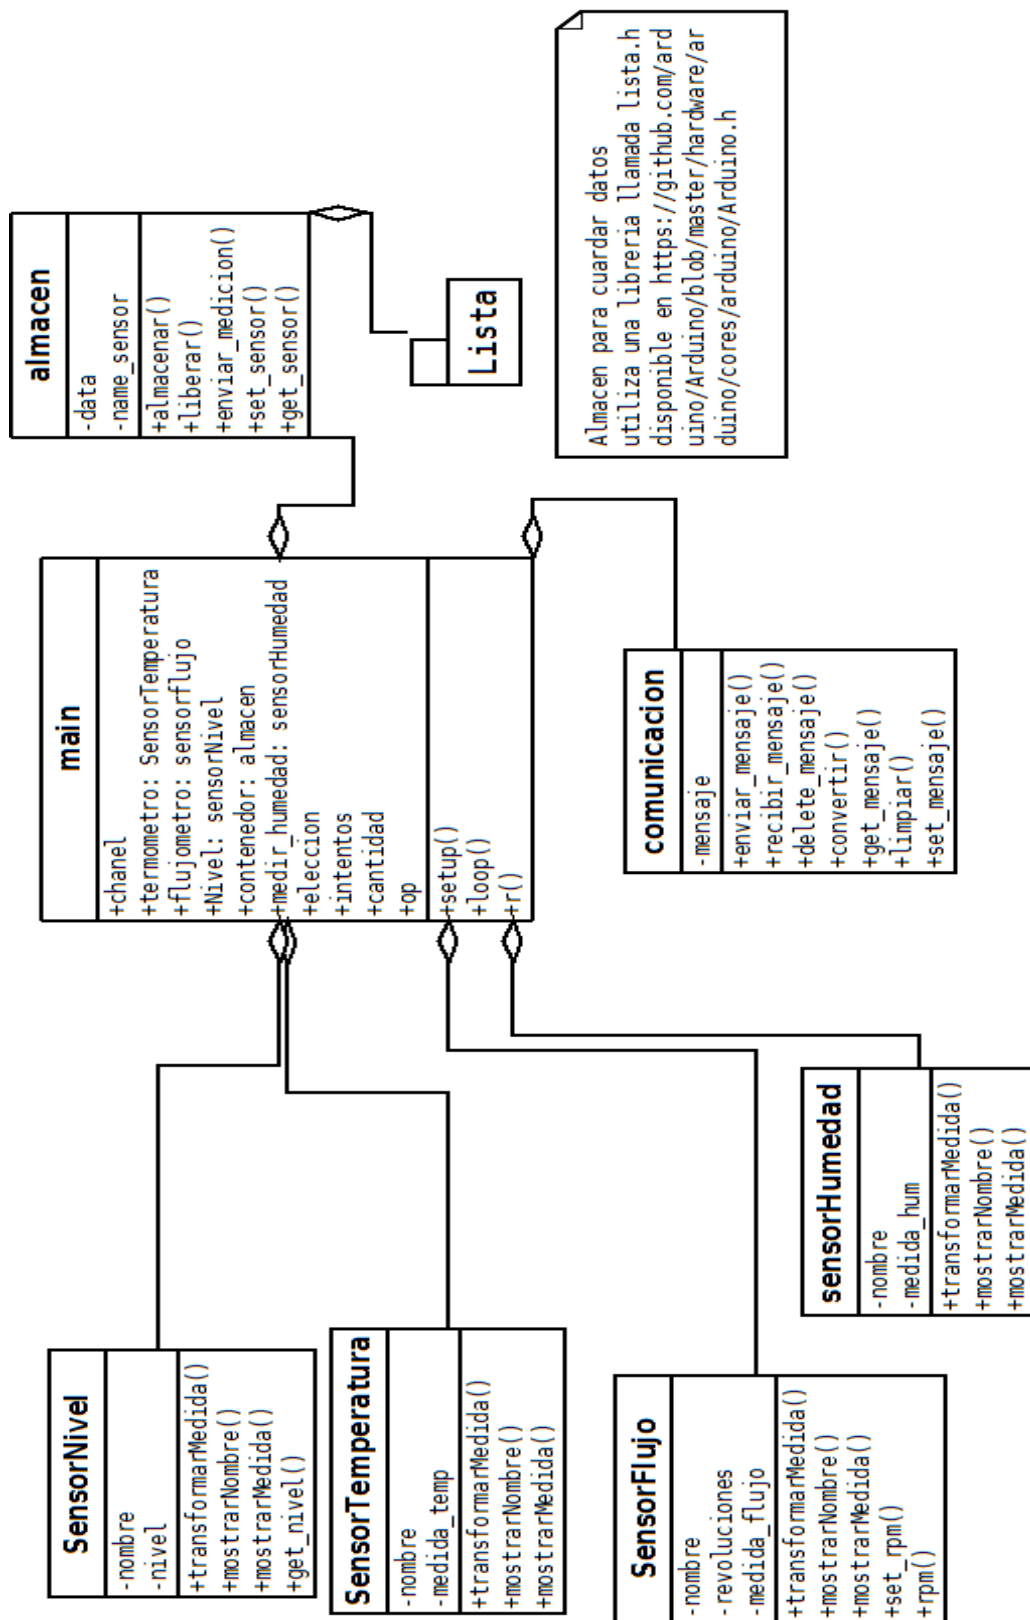 SensorNivel
-nombre
-nivel
+transformarMedida()
+mostrarNombre()
+mostrarMedida()
+get_nivel()
SensorTemperatura
-nombre
-medida_temp
+transformarMedida()
+mostrarNombre()
+mostrarMedida()
SensorFlujo
-nombre
-revoluciones
-medida_flujo
+transformarMedida()
+mostrarNombre()
+mostrarMedida()
+set_rpm()
+rpm()
sensorHumedad
-nombre
-medida_hum
+transformarMedida()
+mostrarNombre()
+mostrarMedida()
main
+chanel
+termometro: SensorTemperatura
+flujometro: sensorflujo
+Nivel: sensorNivel
+contenedor: almacen
+medir_humedad: sensorHumedad
+eleccion
+intentos
+cantidad
+op
+setup()
+loop()
+r()
comunicacion
-mensaje
+enviar_mensaje()
+recibir_mensaje()
+delete_mensaje()
+convertir()
+get_mensaje()
+limpiar()
+set_mensaje()
almacen
-data
-name_sensor
+almacenar()
+liberar()
+enviar_medicion()
+set_sensor()
+get_sensor()
Lista
Almacen para cuardar datos
utiliza una libreria llamada lista.h
disponible en https://github.com/ard
uino/Arduino/blob/master/hardware/ar
duino/cores/arduino/Arduino.h